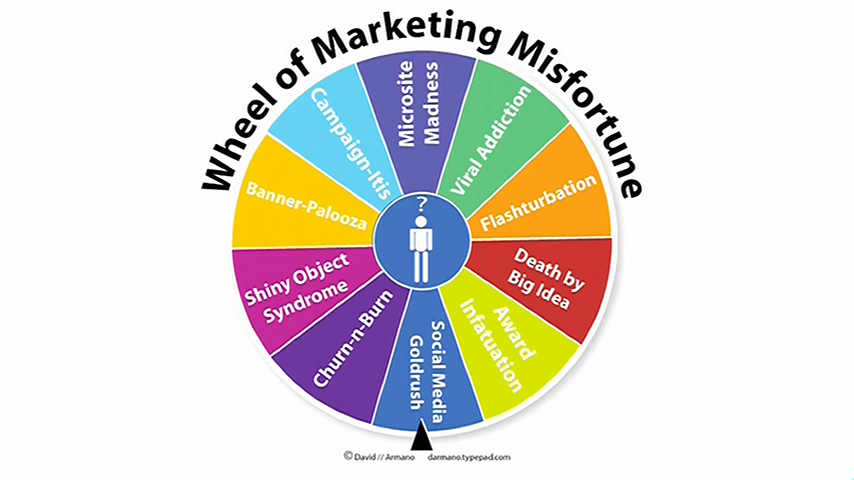 Wheel of Marketing Misfortune
Microsite
Madness
Viral Addiction
Flashturbation
Death by
Big Idea
Award
Infatuation
Social Media
Goldrush
Churn-n-Burn
Shiny Object
Syndrome
Banner-Palooza
Campaign-Itis
?
© David // Armano darmano.typepad.com